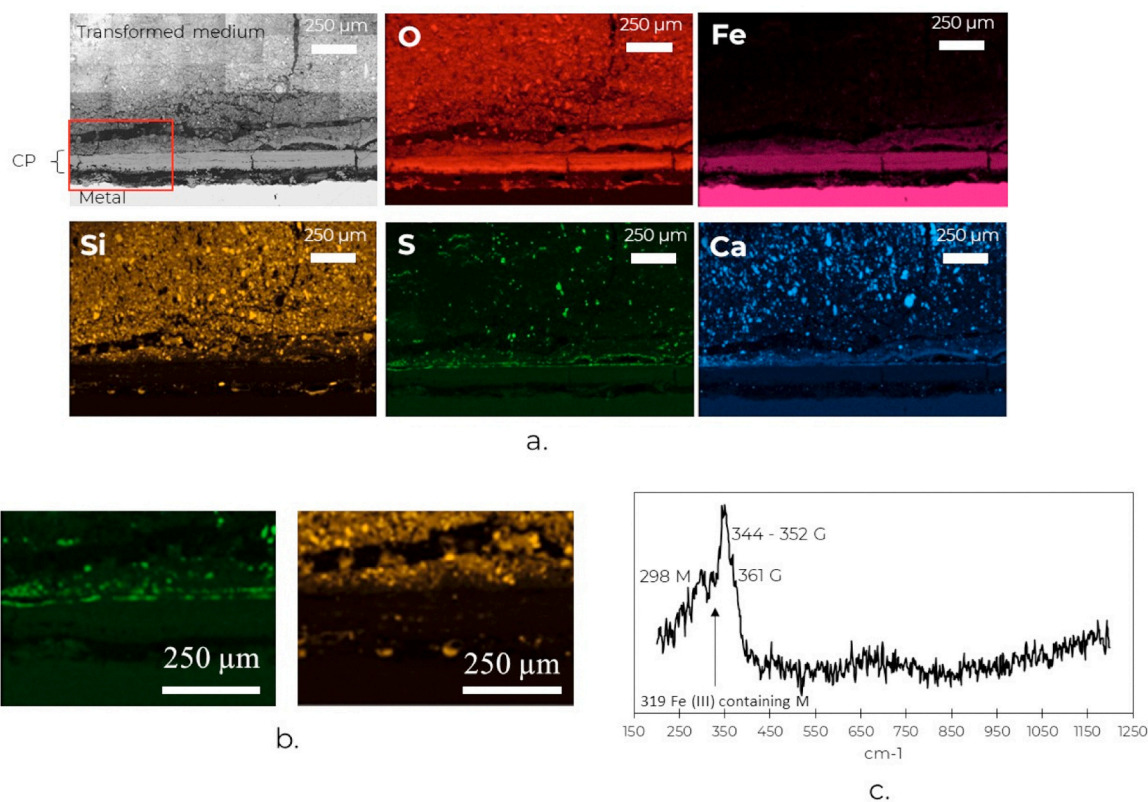 Transformed medium
250 µm
O
250 µm
Fe
250 µm
CP
Metal
Si
250 µm
S
250 µm
Ca
250 µm
a.
250 µm
250 µm
b.
344 - 352 G
298 M
361 G
319 Fe (III) containing M
150 250 350 450 550 650 750 850 950 1050 1150 1250
cm-1
c.